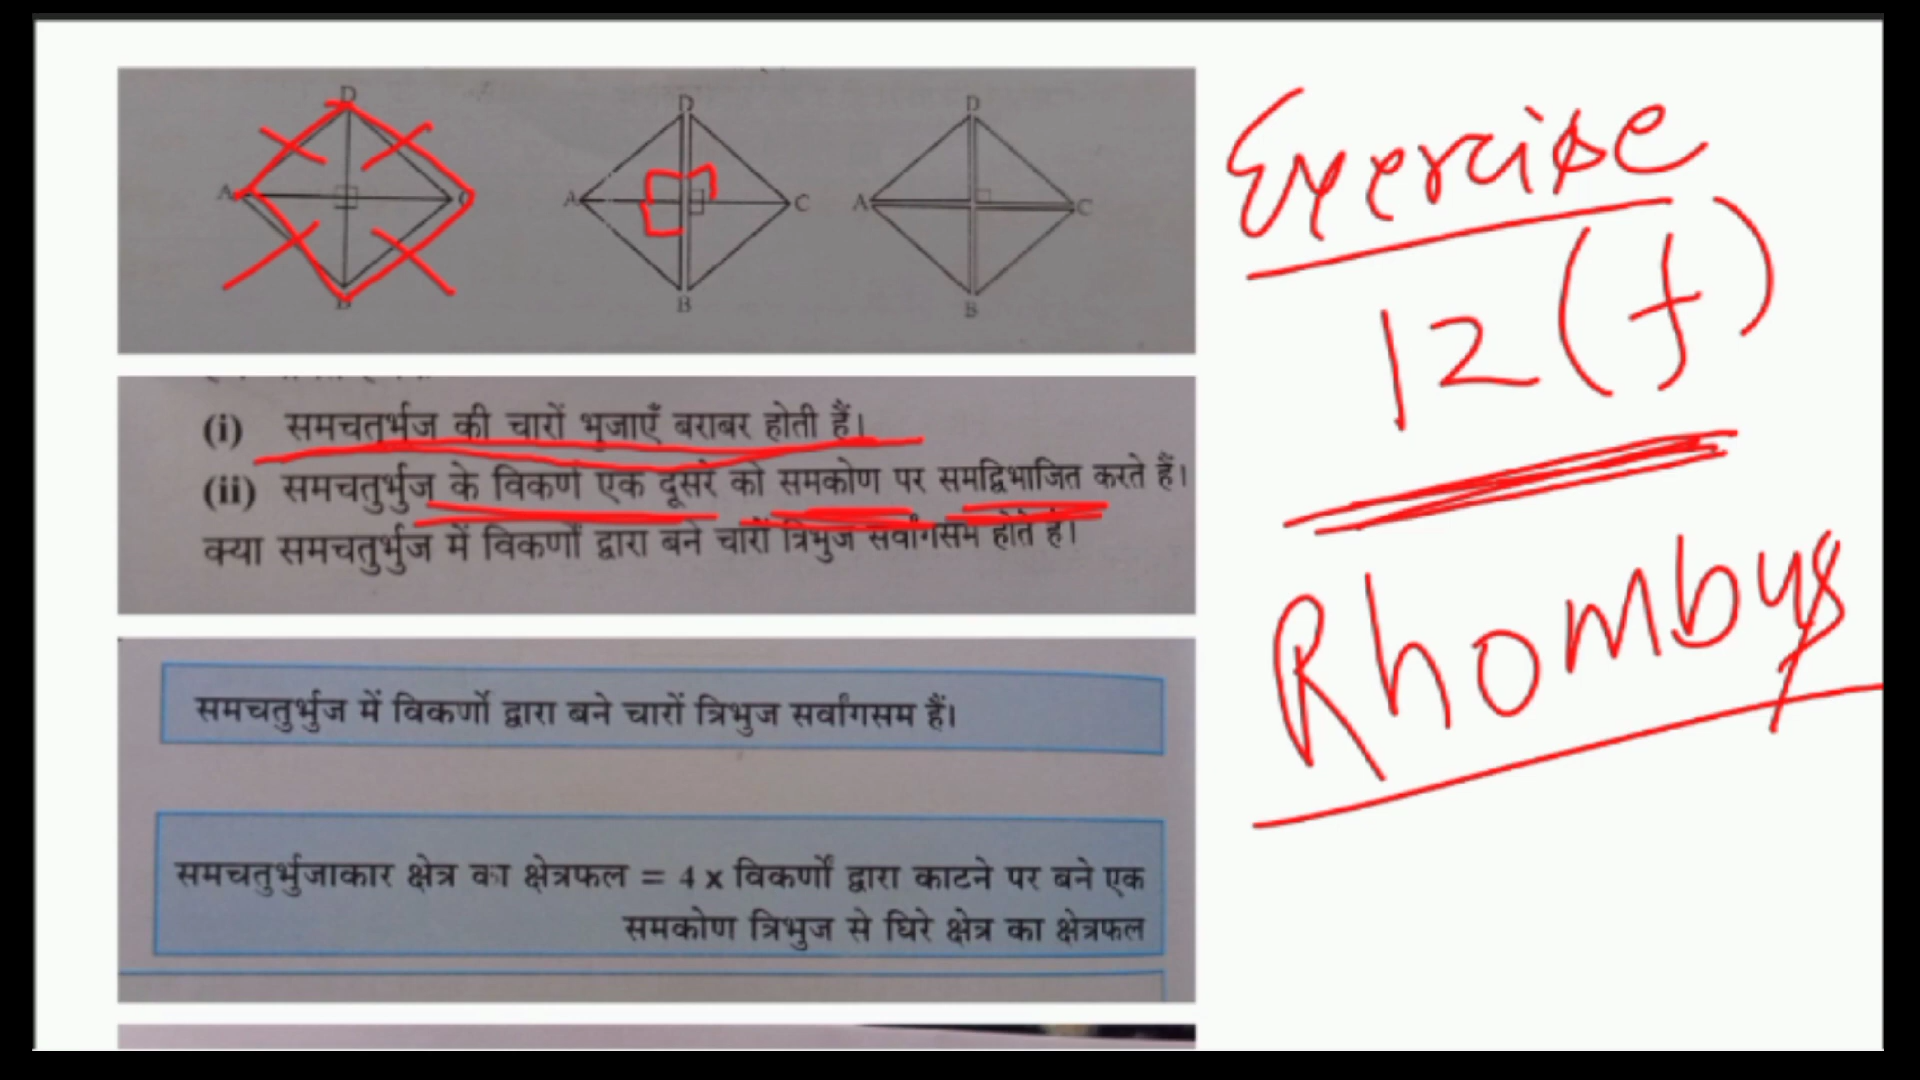 D
A
C
B
D
A
C
B
D
A
C
B
(i) समचतुर्भुज की चारों भुजाएँ बराबर होती हैं।
(ii) समचतुर्भुज के विकर्ण एक दूसरे को समकोण पर समद्विभाजित करते हैं।
क्या समचतुर्भुज में विकर्णों द्वारा बने चारों त्रिभुज सर्वांगसम होते हैं।
समचतुर्भुज में विकर्णों द्वारा बने चारों त्रिभुज सर्वांगसम हैं।
समचतुर्भुजाकार क्षेत्र का क्षेत्रफल = 4 x विकर्णों द्वारा काटने पर बने एक
समकोण त्रिभुज से घिरे क्षेत्र का क्षेत्रफल
Exercise
12 (f)
Rhombus